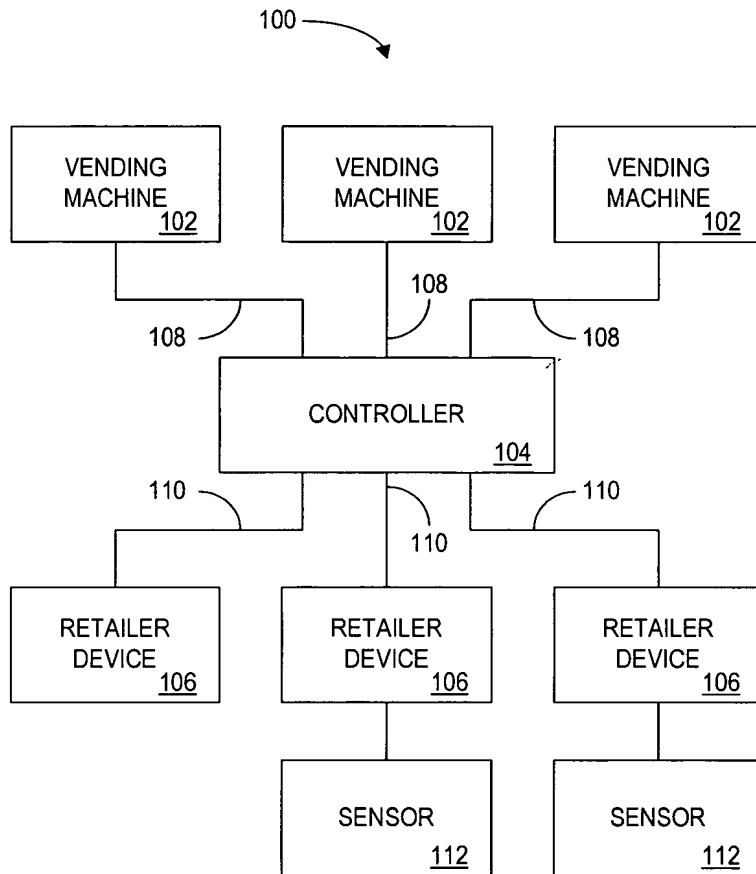 100
VENDING
MACHINE
102
VENDING
MACHINE
102
VENDING
MACHINE
102
108
108
108
CONTROLLER
104
110
110
110
RETAILER
DEVICE
106
RETAILER
DEVICE
106
RETAILER
DEVICE
106
SENSOR
112
SENSOR
112